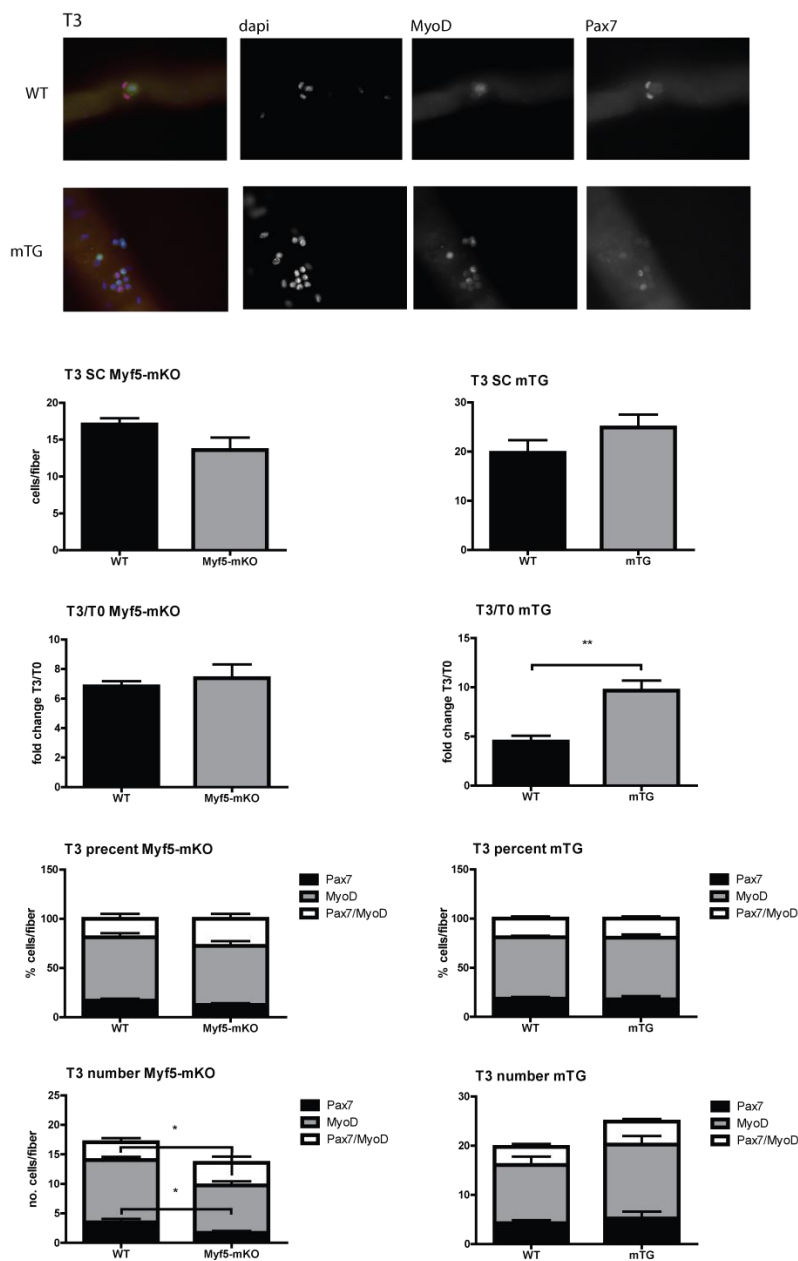 T3
dapi
MyoD
Pax7
WT
mTG
T3 SC Myf5-mKO
20
15
10
5
0
cells/fiber
WT
Myf5-mKO
T3 SC mTG
30
20
10
0
WT
mTG
T3/T0 Myf5-mKO
10
8
6
4
2
0
fold change T3/T0
WT
Myf5-mKO
T3/T0 mTG
15
10
5
0
fold change T3/T0
**
WT
mTG
T3 precent Myf5-mKO
150
100
50
0
% cells/fiber
WT
Myf5-mKO
Pax7
MyoD
Pax7/MyoD
T3 percent mTG
150
100
50
0
% cells/fiber
WT
mTG
Pax7
MyoD
Pax7/MyoD
T3 number Myf5-mKO
25
20
15
10
5
0
no. cells/fiber
*
*
WT
Myf5-mKO
Pax7
MyoD
Pax7/MyoD
T3 number mTG
30
20
10
0
WT
mTG
Pax7
MyoD
Pax7/MyoD